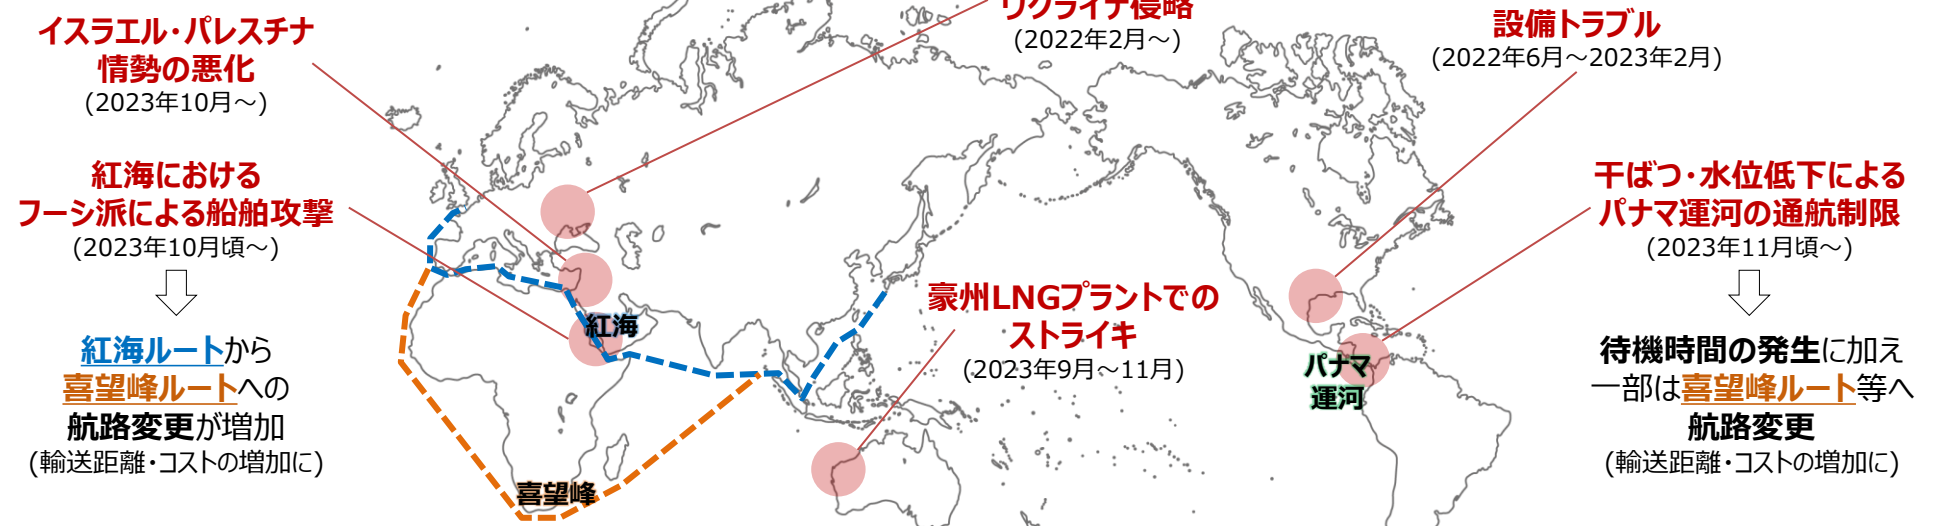 イスラエル・パレスチナ
情勢の悪化
(2023年10月～)
紅海における
フーシ派による船舶攻撃
(2023年10月頃～)
紅海ルートから
喜望峰ルートへの
航路変更が増加
(輸送距離・コストの増加に)
ウクライナ侵略
(2022年2月～)
設備トラブル
(2022年6月～2023年2月)
紅海
豪州LNGプラントでの
ストライキ
(2023年9月～11月)
喜望峰
パナマ
運河
干ばつ・水位低下による
パナマ運河の通航制限
(2023年11月頃～)
待機時間の発生に加え
一部は喜望峰ルート等へ
航路変更
(輸送距離・コストの増加に)